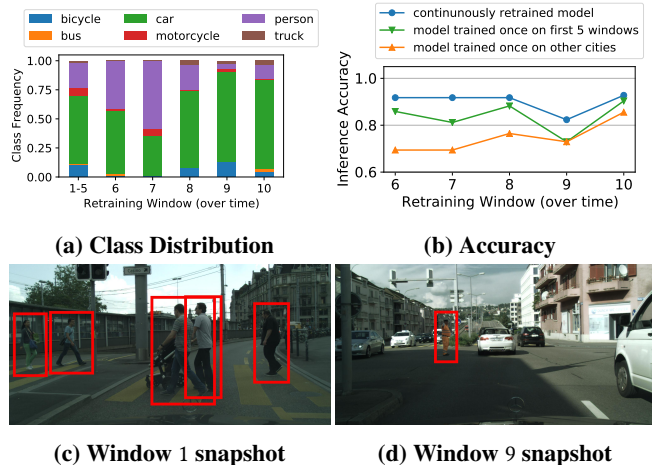 bicycle car person
bus motorcycle truck
1.00
0.75
0.50
0.25
0.00
Class Frequency
1-5 6 7 8 9 10
Retraining Window (over time)
(a) Class Distribution
continunously retrained model
model trained once on first 5 windows
model trained once on other cities
1.0
0.8
0.6
Inference Accuracy
6 7 8 9 10
Retraining Window (over time)
(b) Accuracy
(c) Window 1 snapshot
(d) Window 9 snapshot